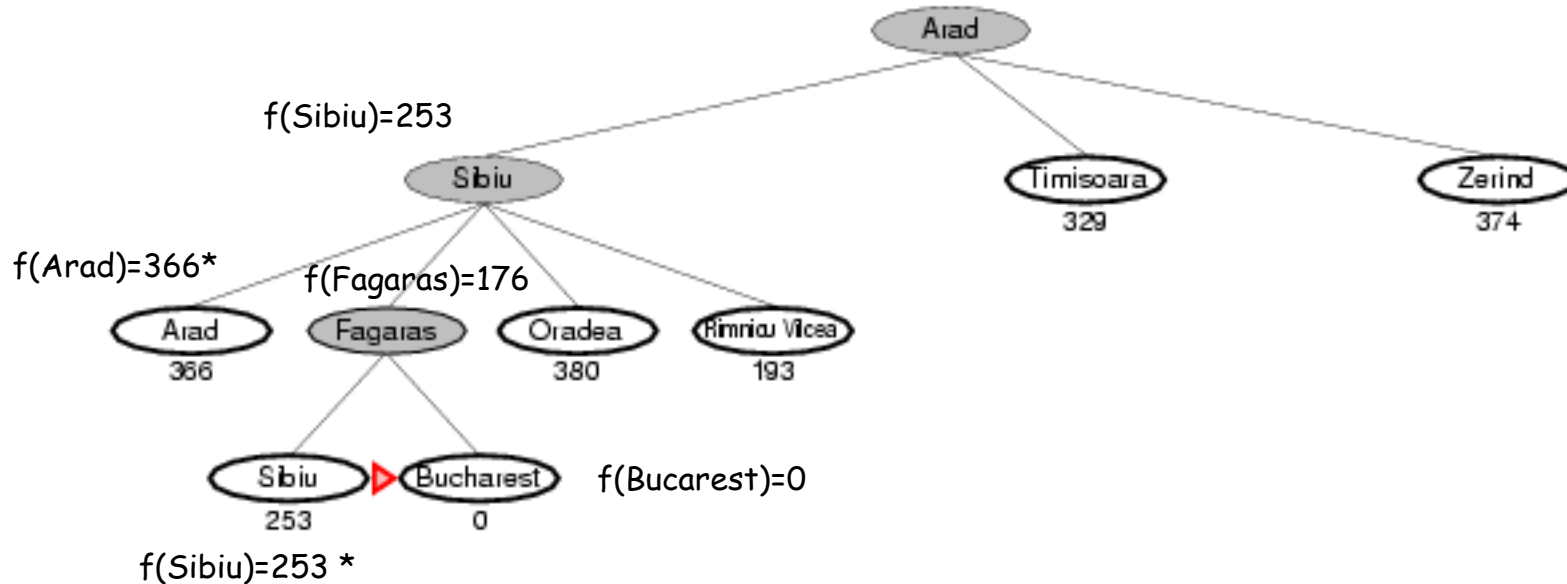 Arad
f(Sibiu)=253
Sibiu
Timisoara
Zerind
329
374
f(Arad)=366*
f(Fagaras)=176
Arad
Fagaras
Oradea
Rimnicu Vilcea
366
380
193
Sibiu
Bucharest
f(Bucarest)=0
253
0
f(Sibiu)=253 *